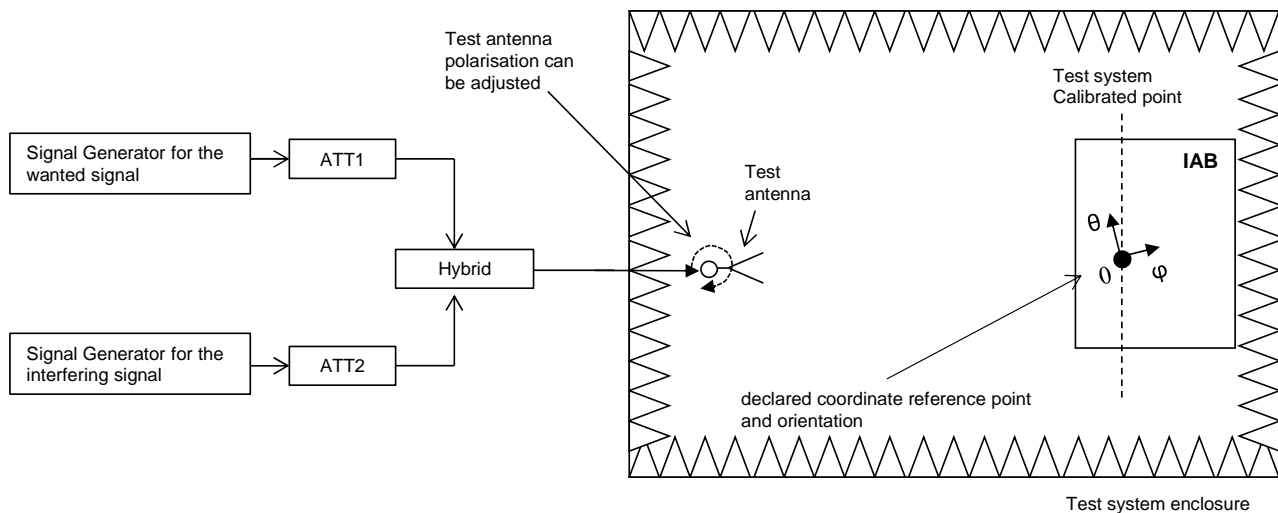 Test antenna
polarisation can
be adjusted
Test system
Calibrated point
Signal Generator for the
wanted signal
ATT1
IAB
Test
antenna
θ
Hybrid
0
φ
Signal Generator for the
interfering signal
ATT2
declared coordinate reference point
and orientation
Test system enclosure